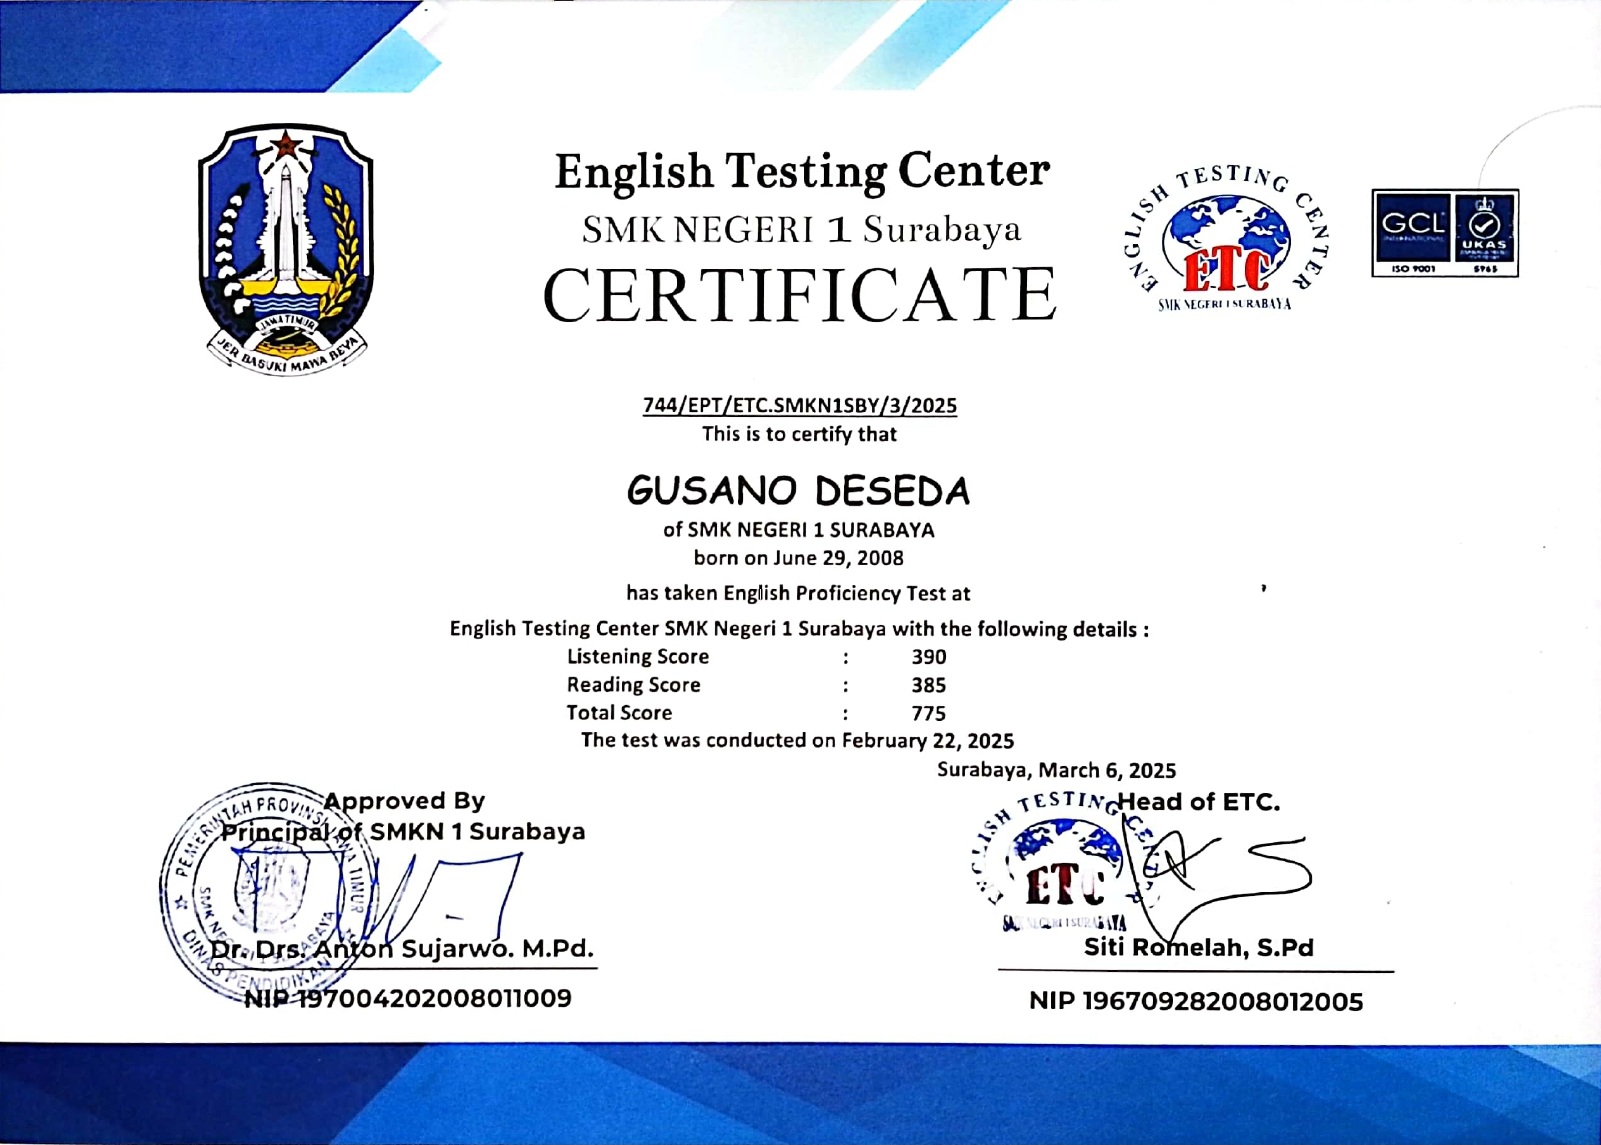 English Testing Center
SMK NEGERI 1 Surabaya
CERTIFICATE
JAWA TIMUR
JER BASUKI MAWA BEYA
ENGLISH TESTING CENTER
ETC
SMK NEGERI 1 SURABAYA
GCL
INTERNATIONAL
UKAS
ISO 9001
5965
744/EPT/ETC.SMKN1SBY/3/2025
This is to certify that
GUSANO DESEDA
of SMK NEGERI 1 SURABAYA
born on June 29, 2008
has taken English Proficiency Test at
English Testing Center SMK Negeri 1 Surabaya with the following details :
Listening Score : 390
Reading Score : 385
Total Score : 775
The test was conducted on February 22, 2025
Surabaya, March 6, 2025
Approved By
Principal of SMKN 1 Surabaya
PEMERINTAH PROVINSI JAWA TIMUR
SMK NEGERI 1 SURABAYA
DINAS PENDIDIKAN
Dr. Drs. Anton Sujarwo. M.Pd.
NIP 197004202008011009
Head of ETC.
ENGLISH TESTING CENTER
ETC
SMK NEGERI 1 SURABAYA
Siti Romelah, S.Pd
NIP 196709282008012005